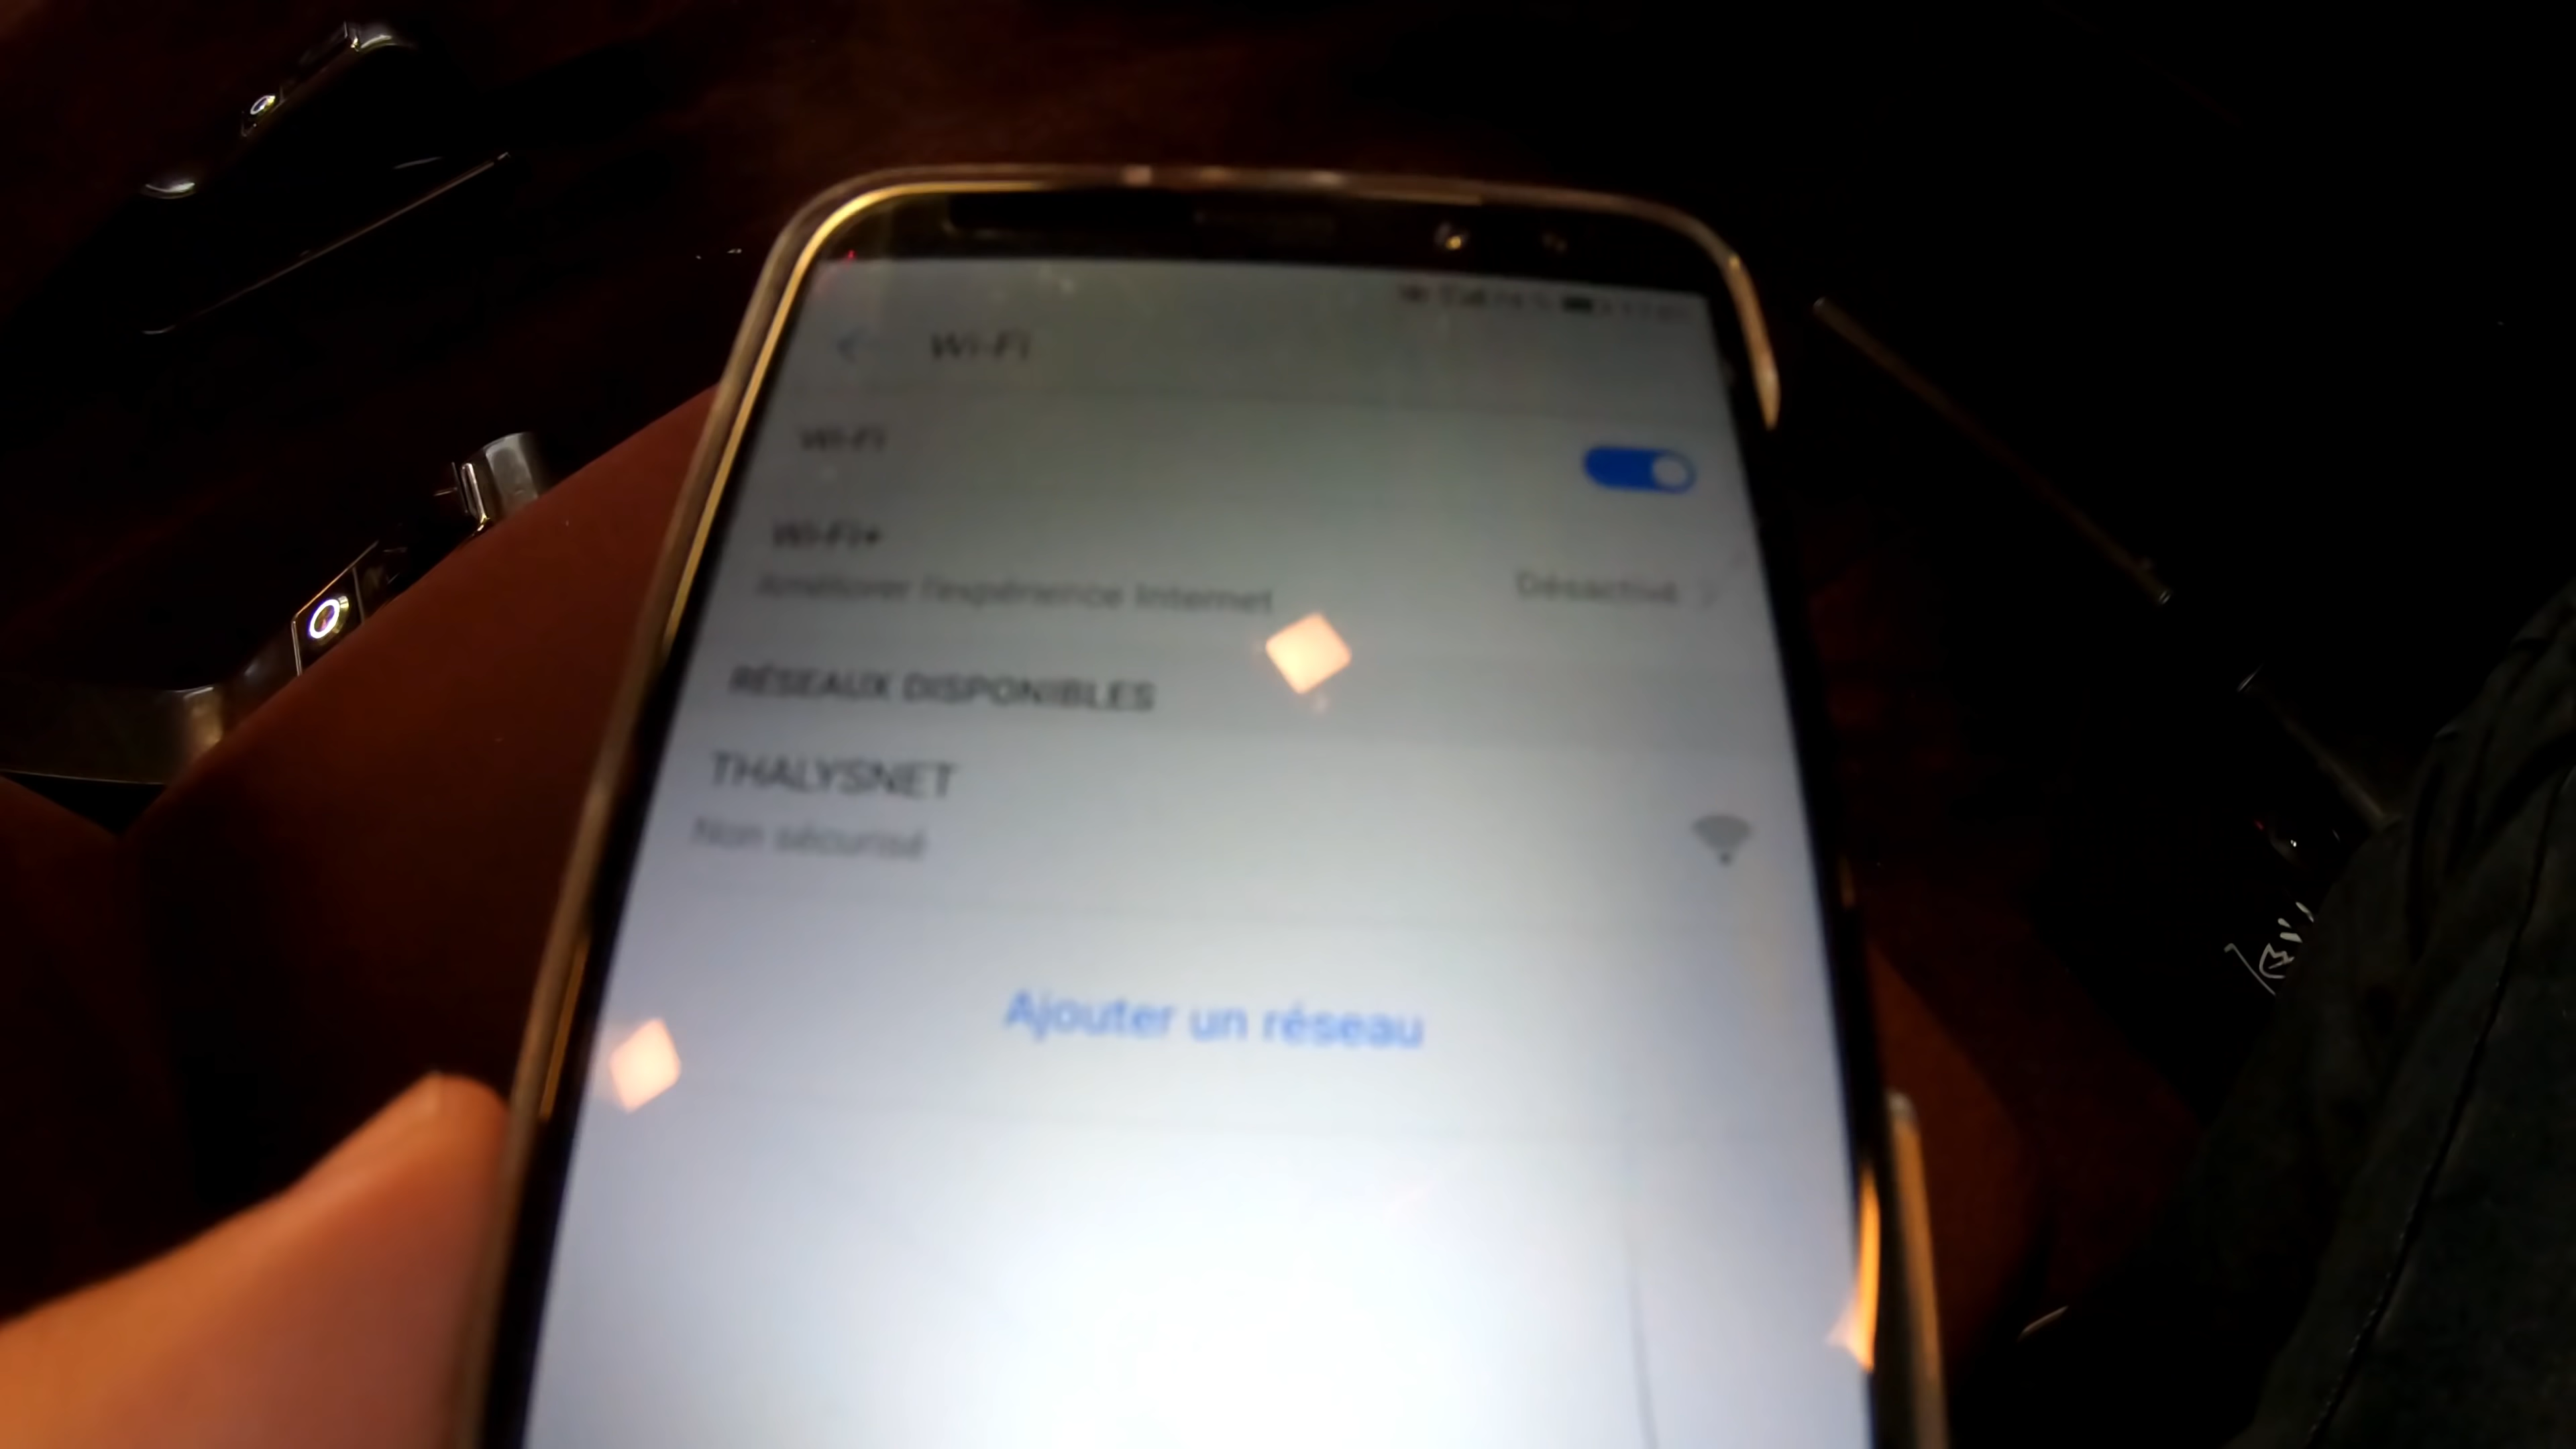 Wi-Fi
Wi-Fi
Wi-Fi+
Améliorer l'expérience Internet
Désactivé
RÉSEAUX DISPONIBLES
THALYSNET
Non sécurisé
Ajouter un réseau